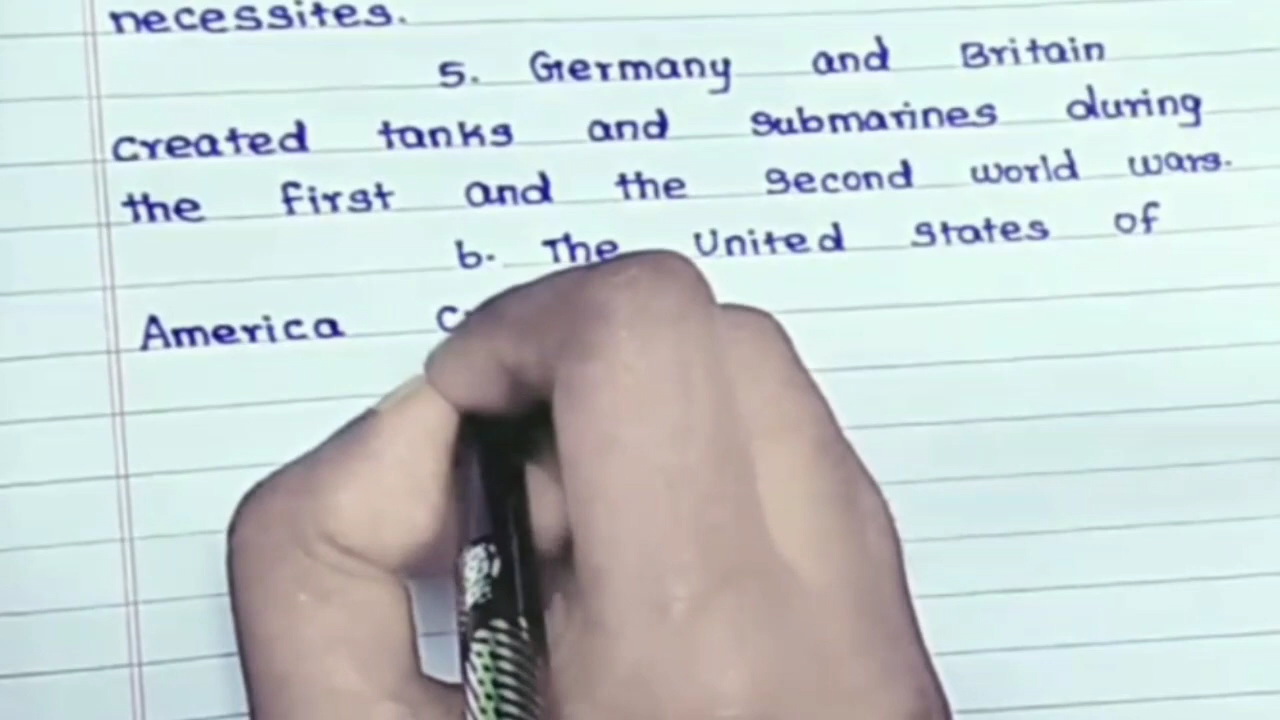 necessites.
5. Germany and Britain
created tanks and submarines during
the first and the second world wars.
6. The United States of
America